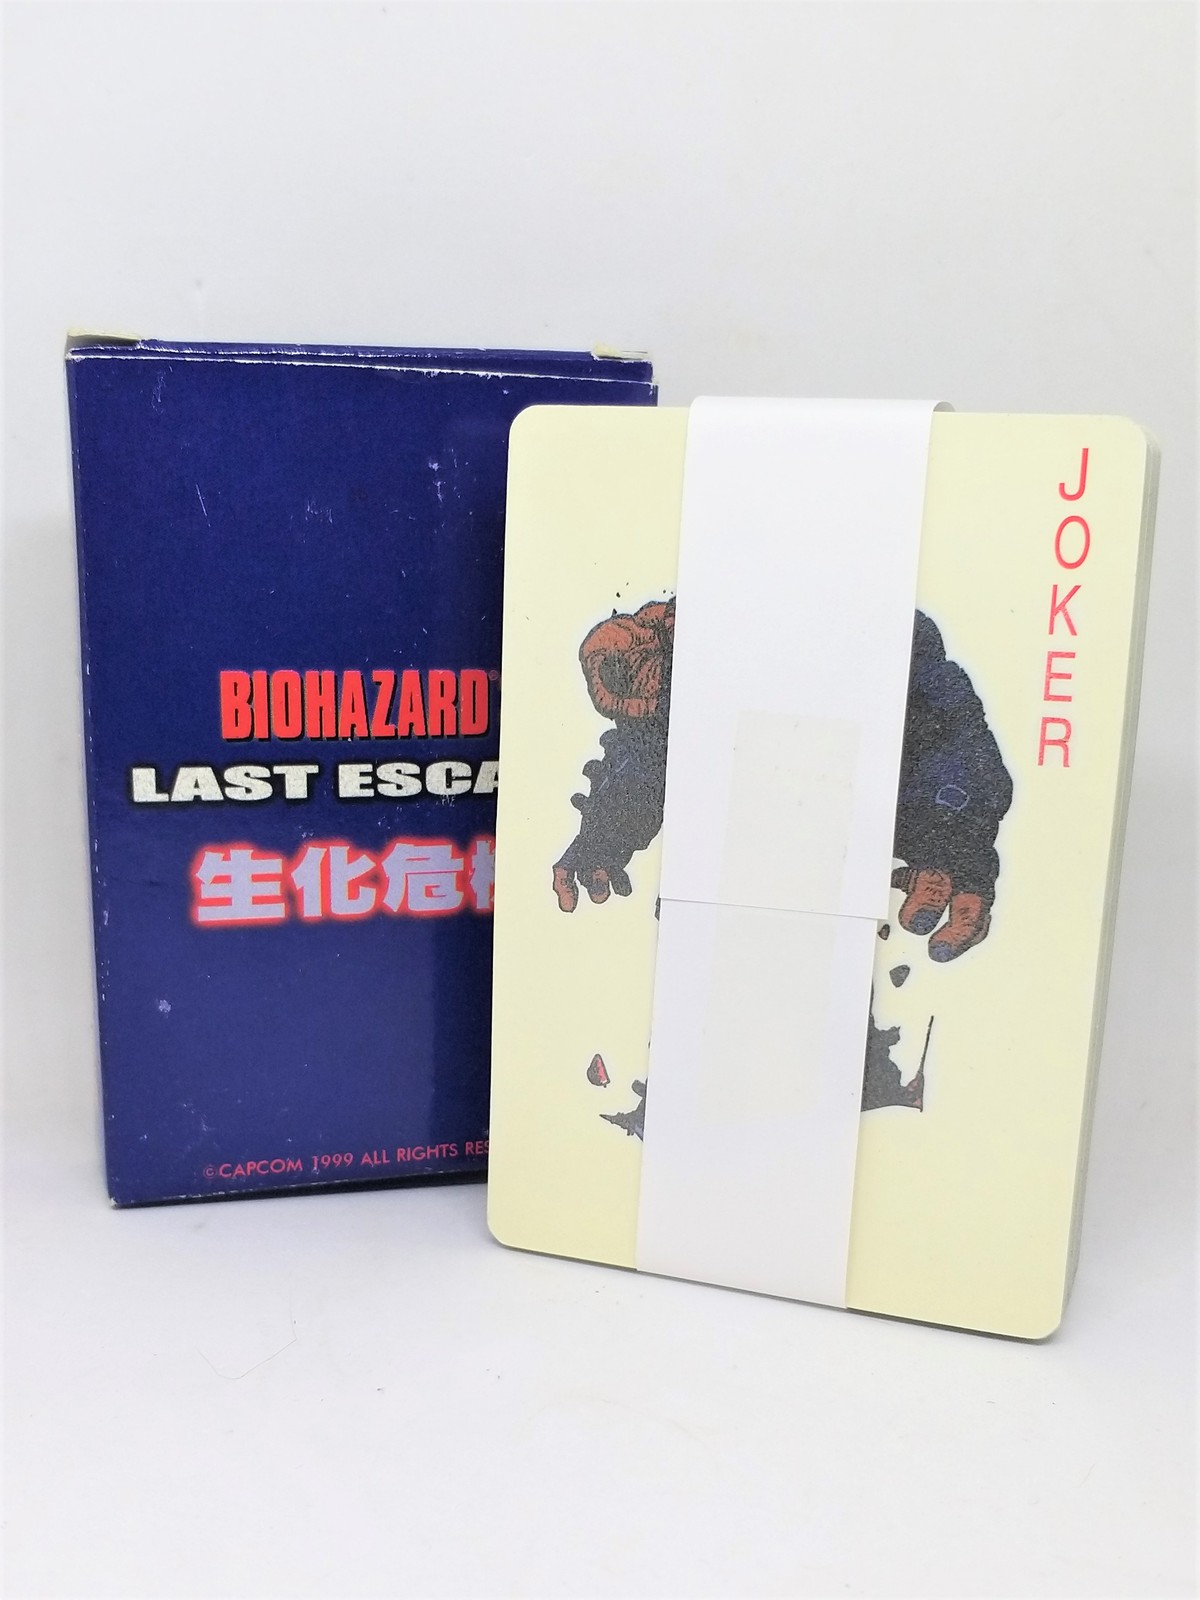 BIOHAZARD®
LAST ESCA
生化危
©CAPCOM 1999 ALL RIGHTS RES
JOKER